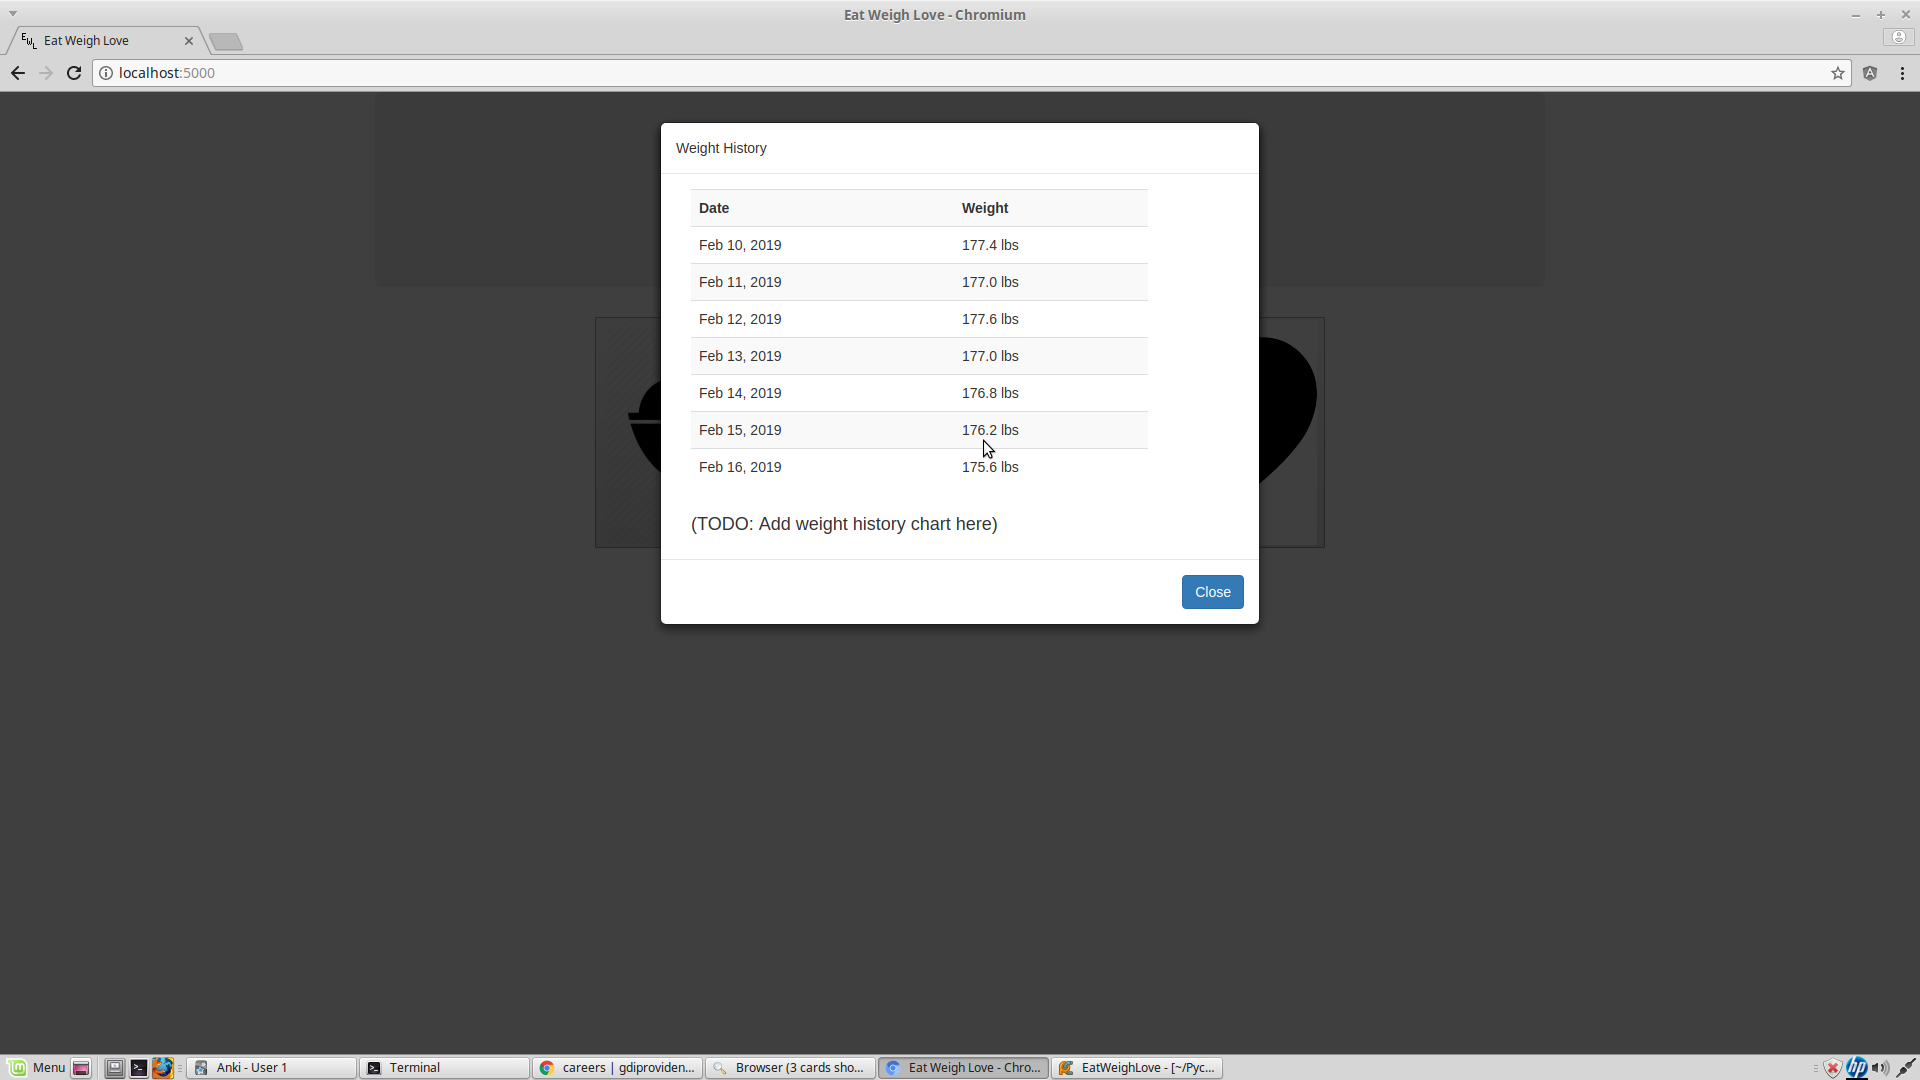 Eat Weigh Love - Chromium
EWL Eat Weigh Love
localhost:5000
Weight History
Date Weight
Feb 10, 2019 177.4 lbs
Feb 11, 2019 177.0 lbs
Feb 12, 2019 177.6 lbs
Feb 13, 2019 177.0 lbs
Feb 14, 2019 176.8 lbs
Feb 15, 2019 176.2 lbs
Feb 16, 2019 175.6 lbs
(TODO: Add weight history chart here)
Close
Menu Anki - User 1 Terminal careers | gdiproviden... Browser (3 cards sho... Eat Weigh Love - Chro... EatWeighLove - [~/Pyc... hp